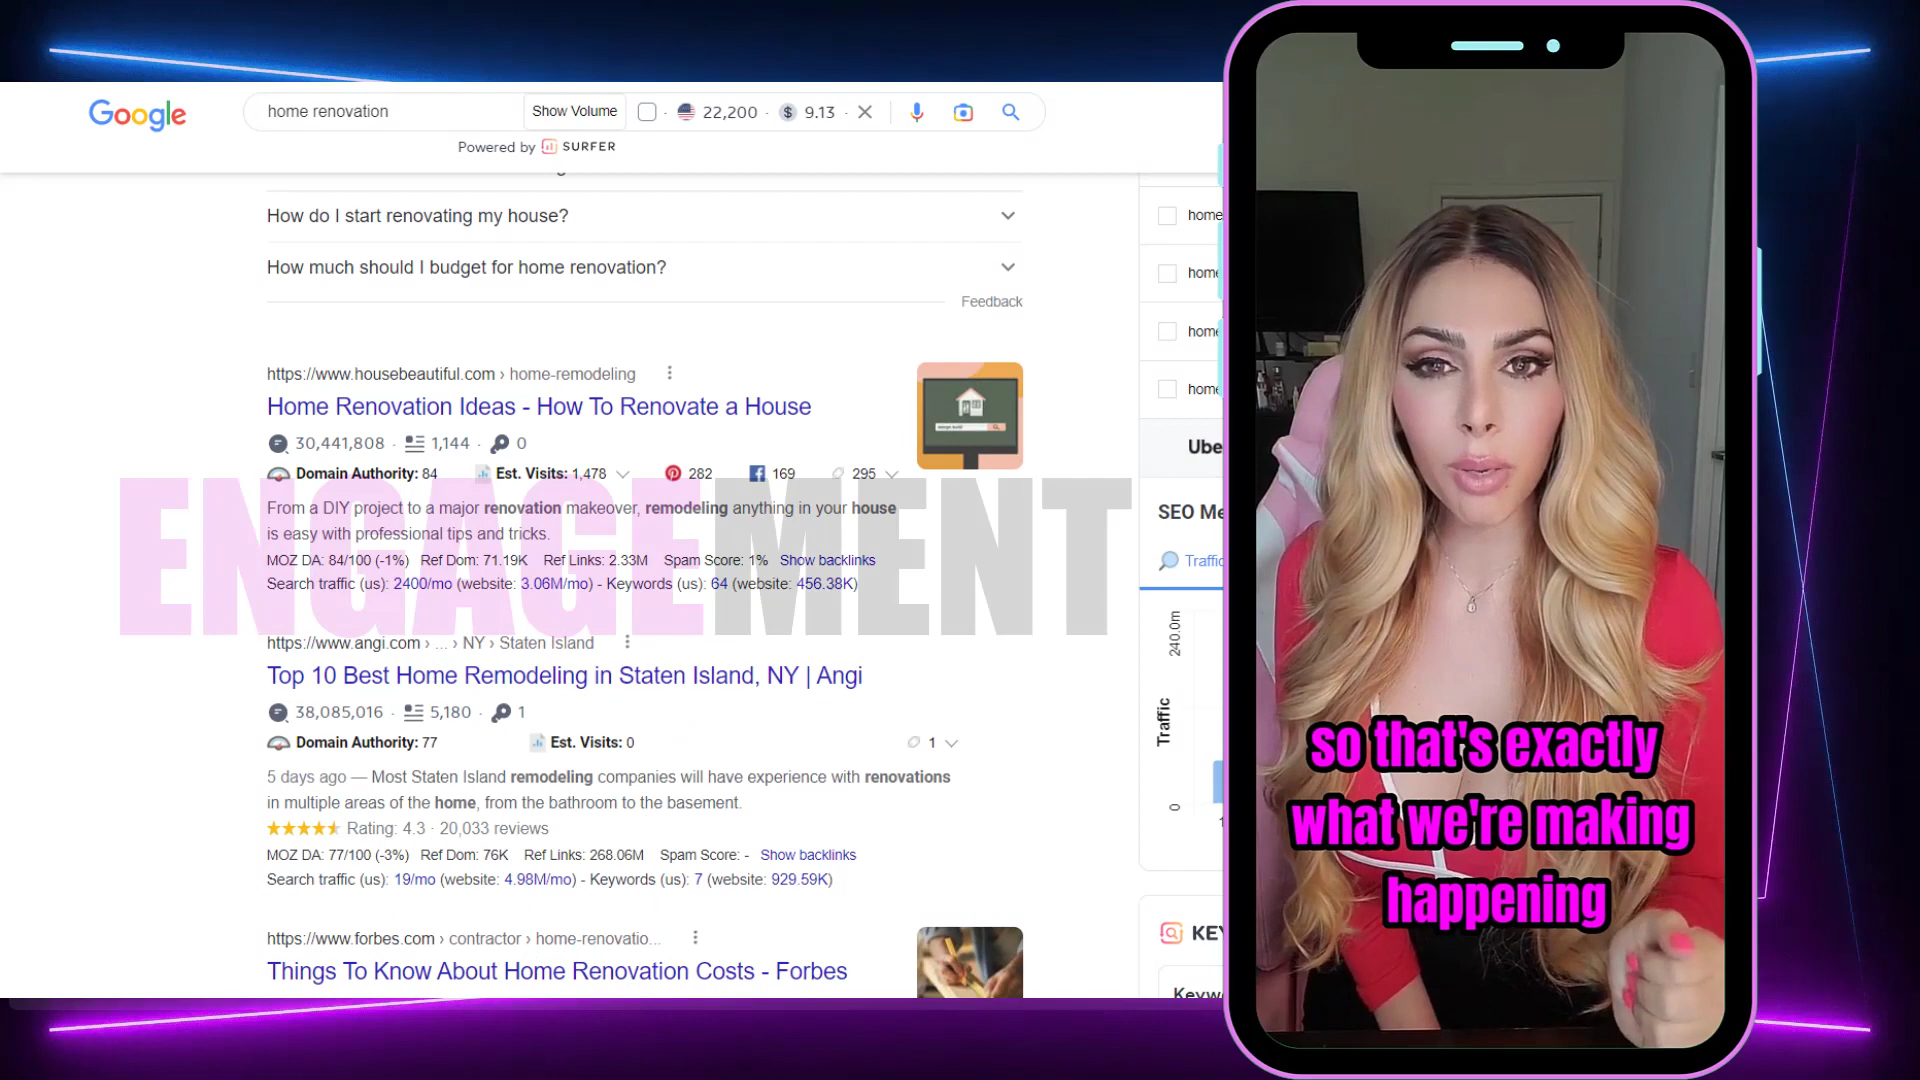 Google
home renovation
Show Volume
22,200 · $ 9.13 ·
Powered by SURFER
How do I start renovating my house?
How much should I budget for home renovation?
Feedback
https://www.housebeautiful.com › home-remodeling
Home Renovation Ideas - How To Renovate a House
30,441,808 · 1,144 · 0
Domain Authority: 84 Est. Visits: 1,478 282 169 295
From a DIY project to a major renovation makeover, remodeling anything in your house
is easy with professional tips and tricks.
MOZ DA: 84/100 (-1%) Ref Dom: 71.19K Ref Links: 2.33M Spam Score: 1% Show backlinks
Search traffic (us): 2400/mo (website: 3.06M/mo) - Keywords (us): 64 (website: 456.38K)
ENGAGEMENT
https://www.angi.com › ... › NY › Staten Island
Top 10 Best Home Remodeling in Staten Island, NY | Angi
38,085,016 · 5,180 · 1
Domain Authority: 77 Est. Visits: 0 1
5 days ago — Most Staten Island remodeling companies will have experience with renovations
in multiple areas of the home, from the bathroom to the basement.
Rating: 4.3 · 20,033 reviews
MOZ DA: 77/100 (-3%) Ref Dom: 76K Ref Links: 268.06M Spam Score: - Show backlinks
Search traffic (us): 19/mo (website: 4.98M/mo) - Keywords (us): 7 (website: 929.59K)
https://www.forbes.com › contractor › home-renovatio...
Things To Know About Home Renovation Costs - Forbes
home
home
home
home
Ube
SEO Me
Traffic
240.0m
Traffic
0
1
KEY
Keyw
so that's exactly
what we're making
happening